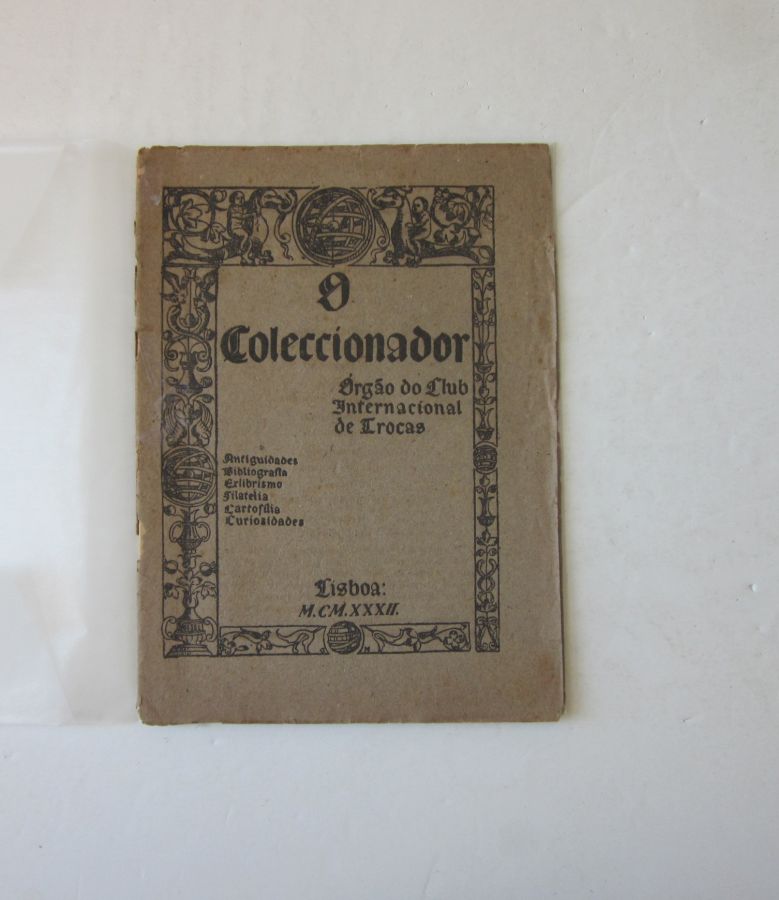 O
Coleccionador
Órgão do Club
Internacional
de Trocas
Antiguidades
Bibliografia
Exlibrismo
Filatelia
Cartofilia
Curiosidades
Lisboa:
M.CM.XXXII.